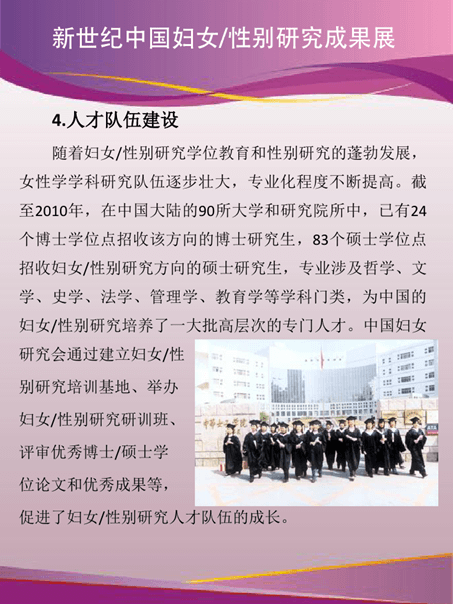 新世纪中国妇女/性别研究成果展
4.人才队伍建设
随着妇女/性别研究学位教育和性别研究的蓬勃发展，
女性学学科研究队伍逐步壮大，专业化程度不断提高。截
至2010年，在中国大陆的90所大学和研究院所中，已有24
个博士学位点招收该方向的博士研究生，83个硕士学位点
招收妇女/性别研究方向的硕士研究生，专业涉及哲学、文
学、史学、法学、管理学、教育学等学科门类，为中国的
妇女/性别研究培养了一大批高层次的专门人才。中国妇女
研究会通过建立妇女/性
别研究培训基地、举办
妇女/性别研究研训班、
评审优秀博士/硕士学
位论文和优秀成果等，
促进了妇女/性别研究人才队伍的成长。